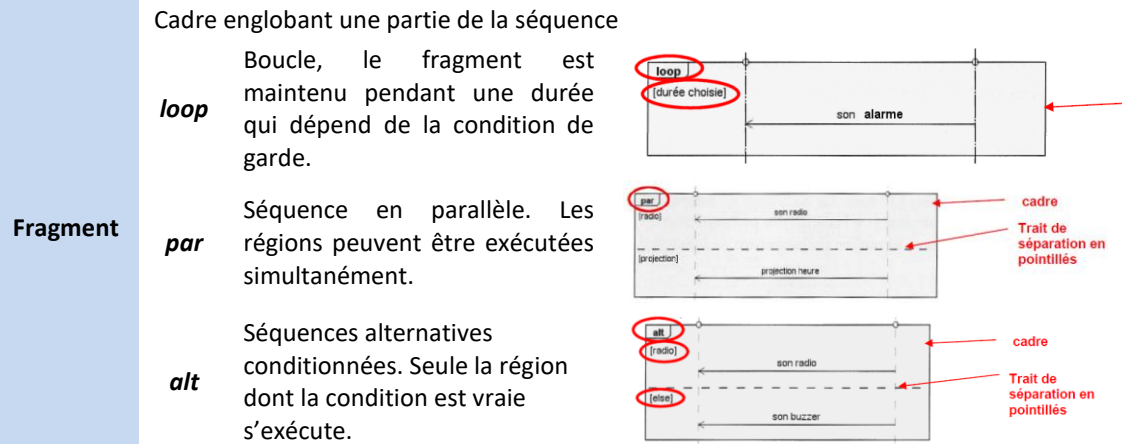 Cadre englobant une partie de la séquence
Fragment
loop
Boucle, le fragment est
maintenu pendant une durée
qui dépend de la condition de
garde.
loop
[durée choisie]
son alarme
par
Séquence en parallèle. Les
régions peuvent être exécutées
simultanément.
par
[radio]
son radio
[projection]
projection heure
cadre
Trait de
séparation en
pointillés
alt
Séquences alternatives
conditionnées. Seule la région
dont la condition est vraie
s’exécute.
alt
[radio]
son radio
[else]
son buzzer
cadre
Trait de
séparation en
pointillés